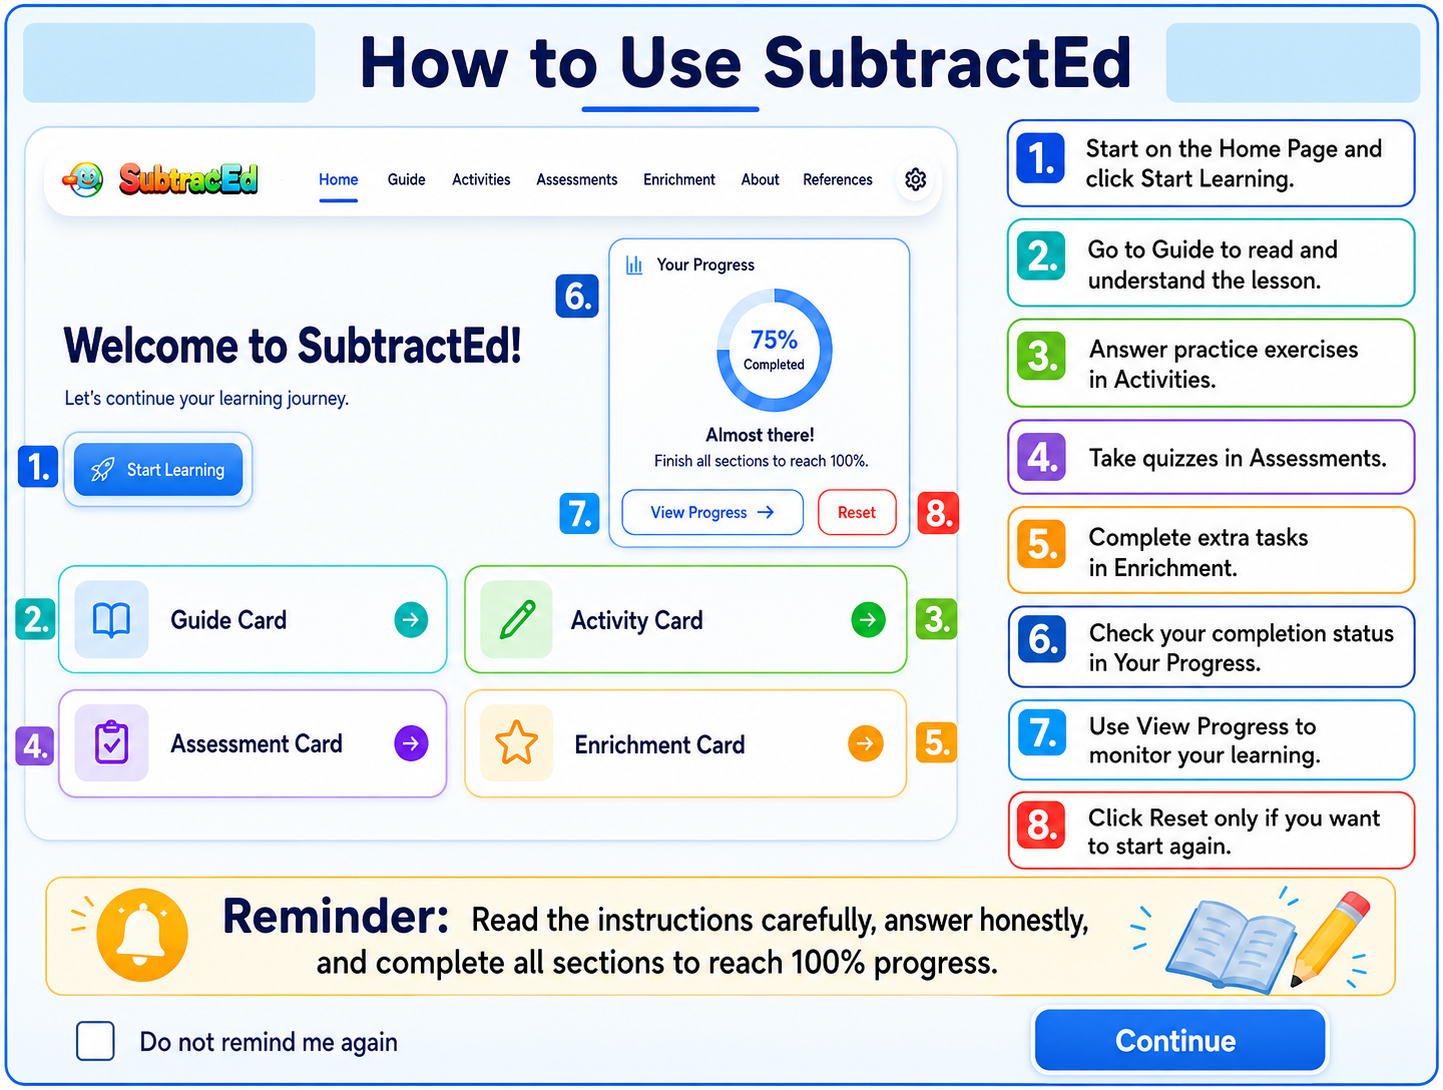 How to Use SubtractEd
SubtractEd
Home
Guide
Activities
Assessments
Enrichment
About
References
Welcome to SubtractEd!
Let's continue your learning journey.
1.
Start Learning
6.
Your Progress
75%
Completed
Almost there!
Finish all sections to reach 100%.
7.
View Progress
Reset
8.
2.
Guide Card
Activity Card
3.
4.
Assessment Card
Enrichment Card
5.
1.
Start on the Home Page and
click Start Learning.
2.
Go to Guide to read and
understand the lesson.
3.
Answer practice exercises
in Activities.
4.
Take quizzes in Assessments.
5.
Complete extra tasks
in Enrichment.
6.
Check your completion status
in Your Progress.
7.
Use View Progress to
monitor your learning.
8.
Click Reset only if you want
to start again.
Reminder: Read the instructions carefully, answer honestly,
and complete all sections to reach 100% progress.
Do not remind me again
Continue